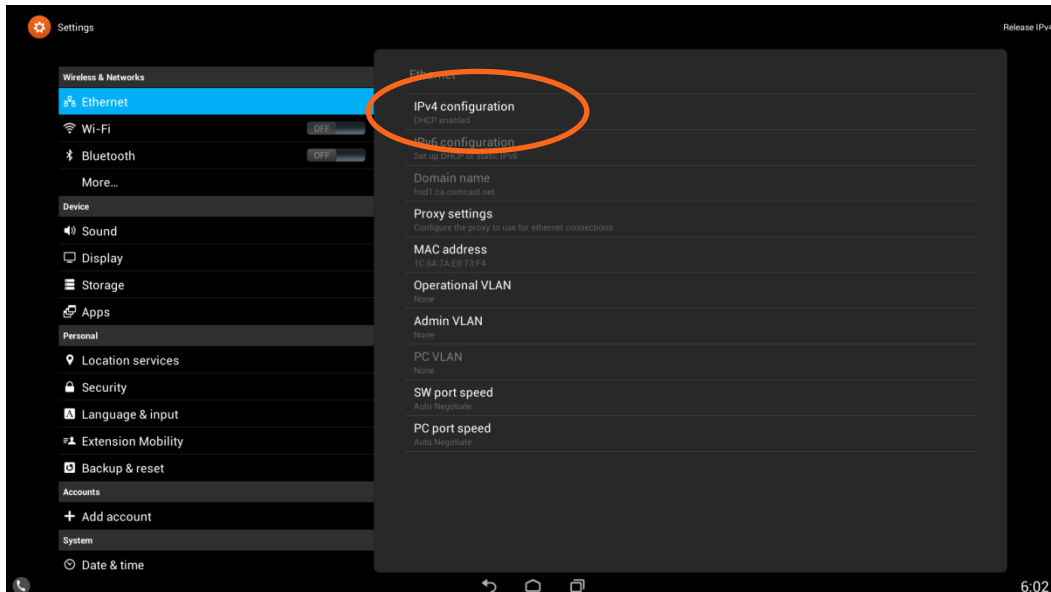 Settings
Release IPv4
Wireless & Networks
Ethernet
Wi-Fi
OFF
Bluetooth
OFF
More...
Device
Sound
Display
Storage
Apps
Personal
Location services
Security
Language & input
Extension Mobility
Backup & reset
Accounts
Add account
System
Date & time
Ethernet
IPv4 configuration
DHCP enabled
IPv6 configuration
Set up DHCP or static IPv6
Domain name
hsd1.ca.comcast.net
Proxy settings
Configure the proxy to use for ethernet connections
MAC address
1C:6A:7A:E0:73:F4
Operational VLAN
None
Admin VLAN
None
PC VLAN
None
SW port speed
Auto Negotiate
PC port speed
Auto Negotiate
6:02